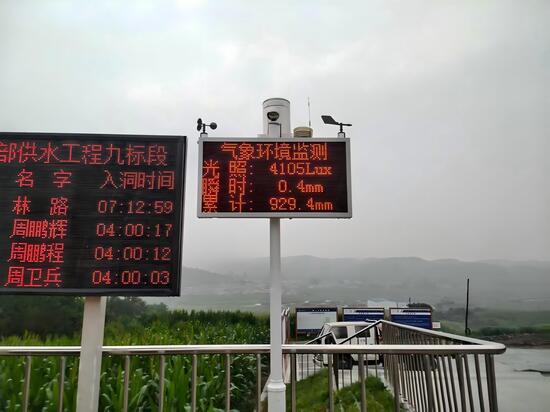 部供水工程九标段
名字 入洞时间
林路 07:12:59
周鹏辉 04:00:17
周鹏程 04:00:12
周卫兵 04:00:03
气象环境监测
光照: 4105Lux
瞬时: 0.4mm
累计: 929.4mm